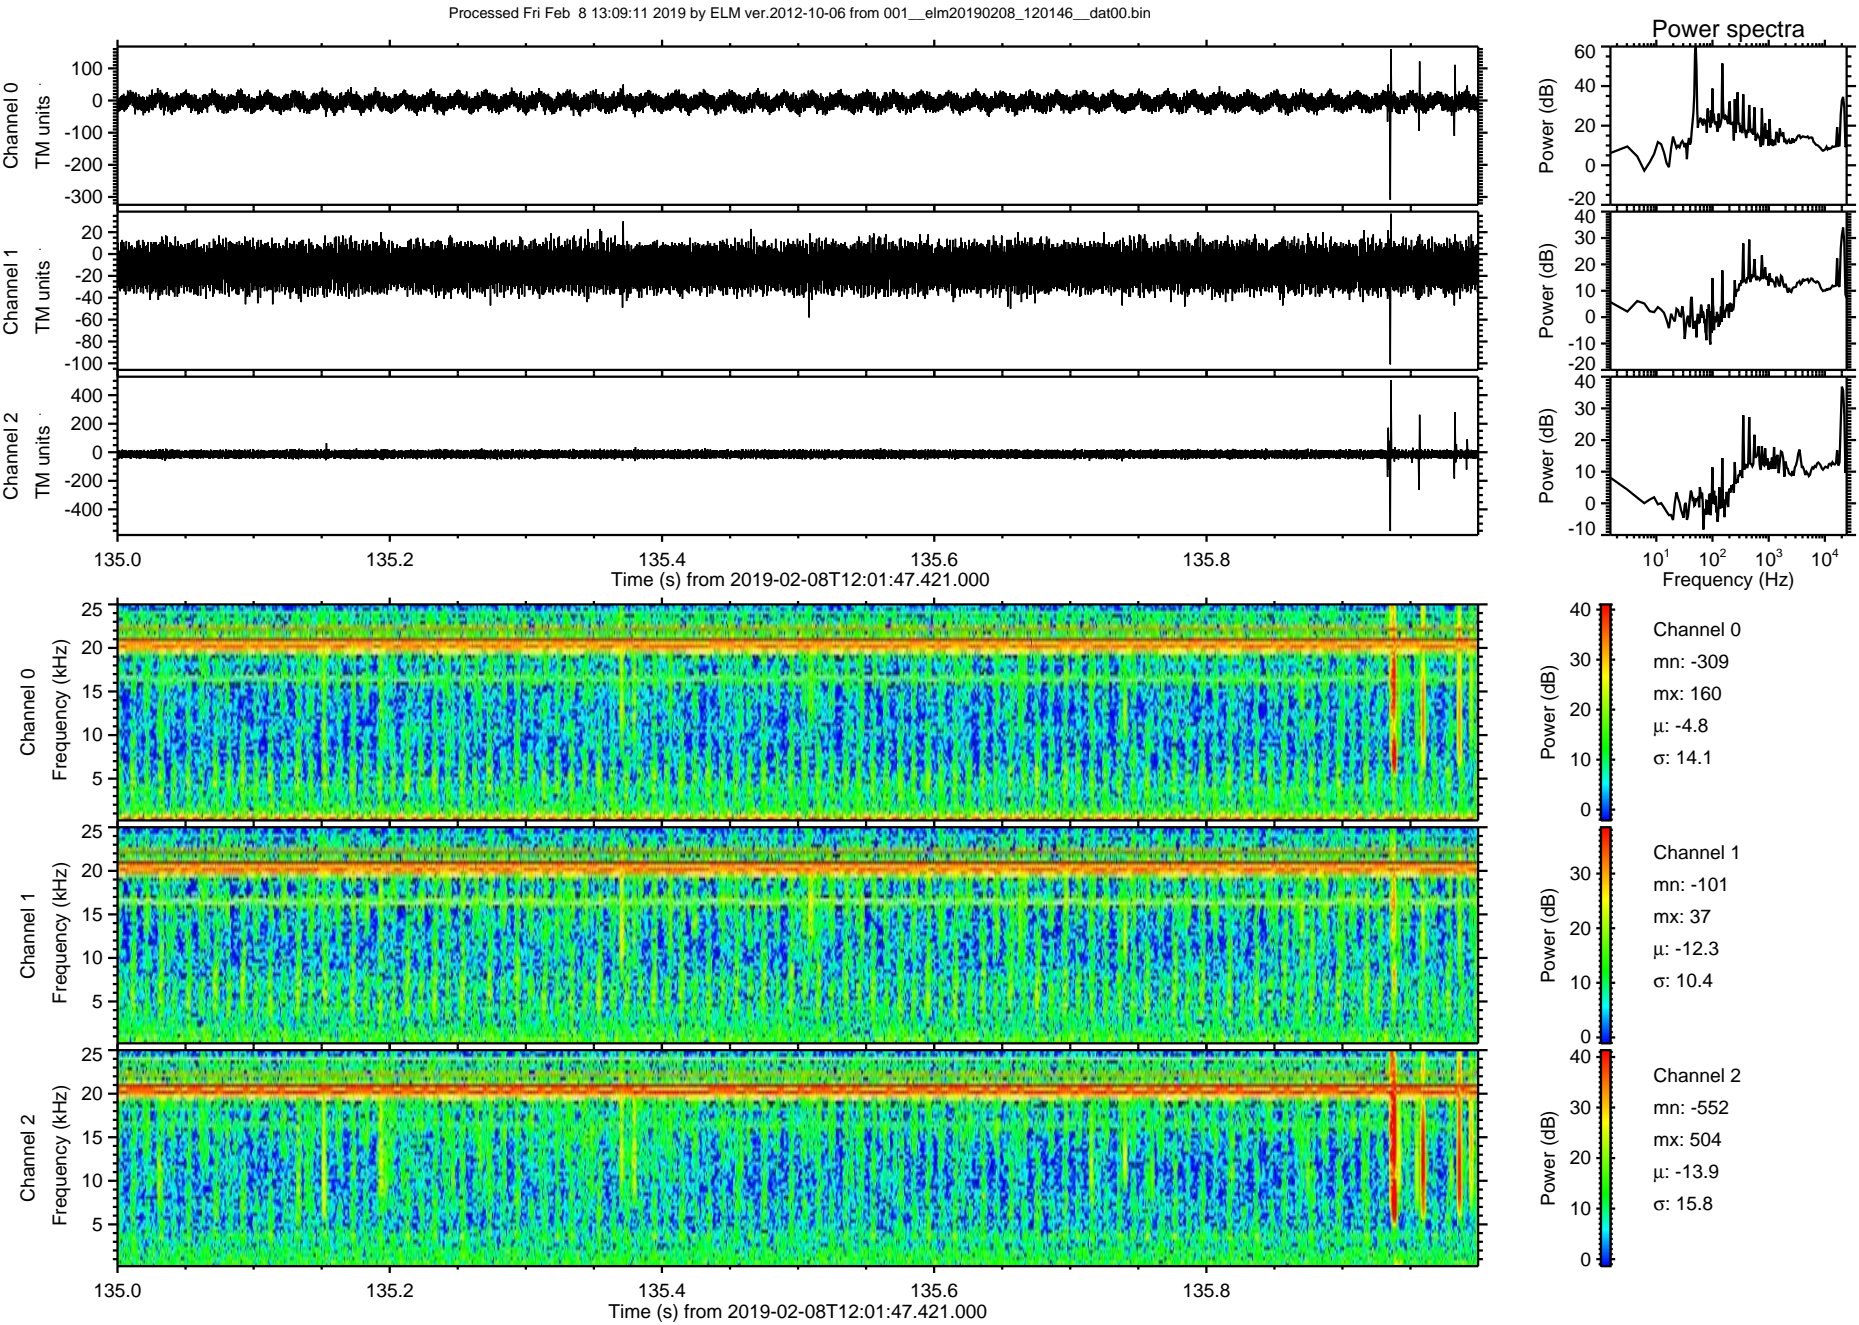 Processed Fri Feb  8 13:09:11 2019 by ELM ver.2012-10-06 from 001__elm20190208_120146__dat00.bin
Power spectra
Channel 0
TM units
100
0
-100
-200
-300
Power (dB)
60
40
20
0
-20
Channel 1
TM units
20
0
-20
-40
-60
-80
-100
Power (dB)
40
30
20
10
0
-10
-20
Channel 2
TM units
400
200
0
-200
-400
Power (dB)
40
30
20
10
0
-10
135.0 135.2 135.4 135.6 135.8
Time (s) from 2019-02-08T12:01:47.421.000
10¹ 10² 10³ 10⁴
Frequency (Hz)
Channel 0
Frequency (kHz)
25
20
15
10
5
Power (dB)
40
30
20
10
0
Channel 0
mn: -309
mx: 160
µ: -4.8
σ: 14.1
Channel 1
Frequency (kHz)
25
20
15
10
5
Power (dB)
30
20
10
0
Channel 1
mn: -101
mx: 37
µ: -12.3
σ: 10.4
Channel 2
Frequency (kHz)
25
20
15
10
5
Power (dB)
40
30
20
10
0
Channel 2
mn: -552
mx: 504
µ: -13.9
σ: 15.8
135.0 135.2 135.4 135.6 135.8
Time (s) from 2019-02-08T12:01:47.421.000